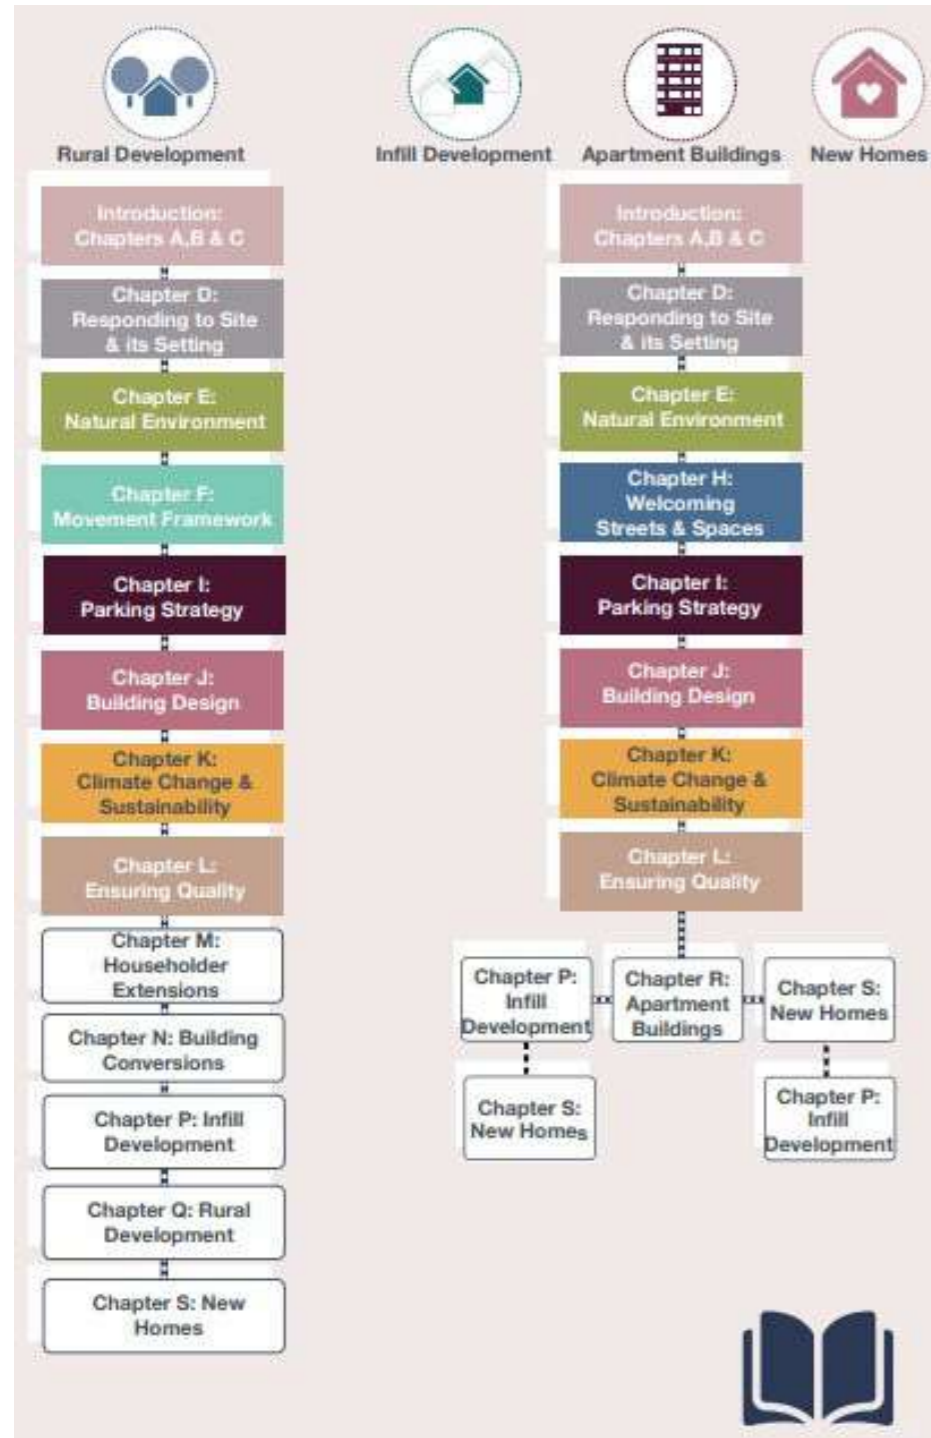 Rural Development
Infill Development
Apartment Buildings
New Homes
Introduction:
Chapters A,B & C
Chapter D:
Responding to Site
& its Setting
Chapter E:
Natural Environment
Chapter F:
Movement Framework
Chapter I:
Parking Strategy
Chapter J:
Building Design
Chapter K:
Climate Change &
Sustainability
Chapter L:
Ensuring Quality
Chapter M:
Householder
Extensions
Chapter N: Building
Conversions
Chapter P: Infill
Development
Chapter Q: Rural
Development
Chapter S: New
Homes
Introduction:
Chapters A,B & C
Chapter D:
Responding to Site
& its Setting
Chapter E:
Natural Environment
Chapter H:
Welcoming
Streets & Spaces
Chapter I:
Parking Strategy
Chapter J:
Building Design
Chapter K:
Climate Change &
Sustainability
Chapter L:
Ensuring Quality
Chapter P:
Infill
Development
Chapter S:
New Homes
Chapter R:
Apartment
Buildings
Chapter S:
New Homes
Chapter P:
Infill
Development